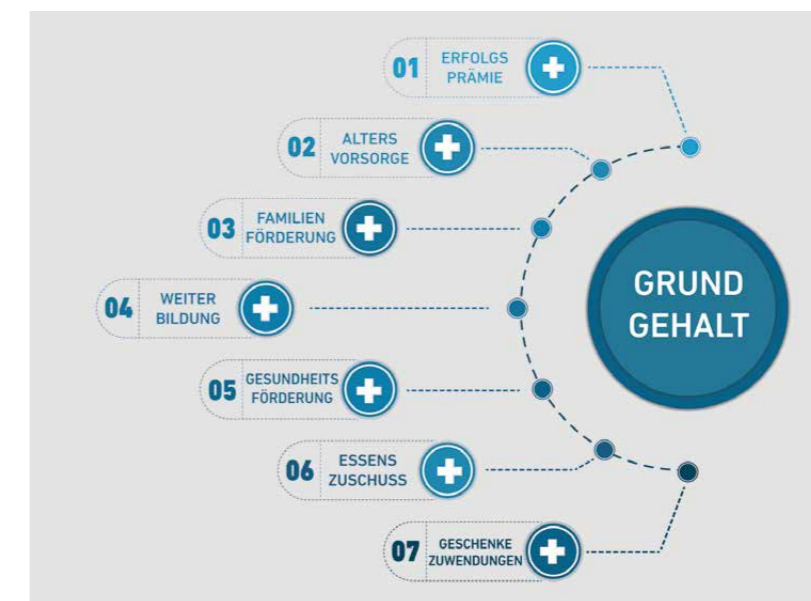 01
ERFOLGS
PRÄMIE
02
ALTERS
VORSORGE
03
FAMILIEN
FÖRDERUNG
04
WEITER
BILDUNG
05
GESUNDHEITS
FÖRDERUNG
06
ESSENS
ZUSCHUSS
07
GESCHENKE
ZUWENDUNGEN
GRUND
GEHALT